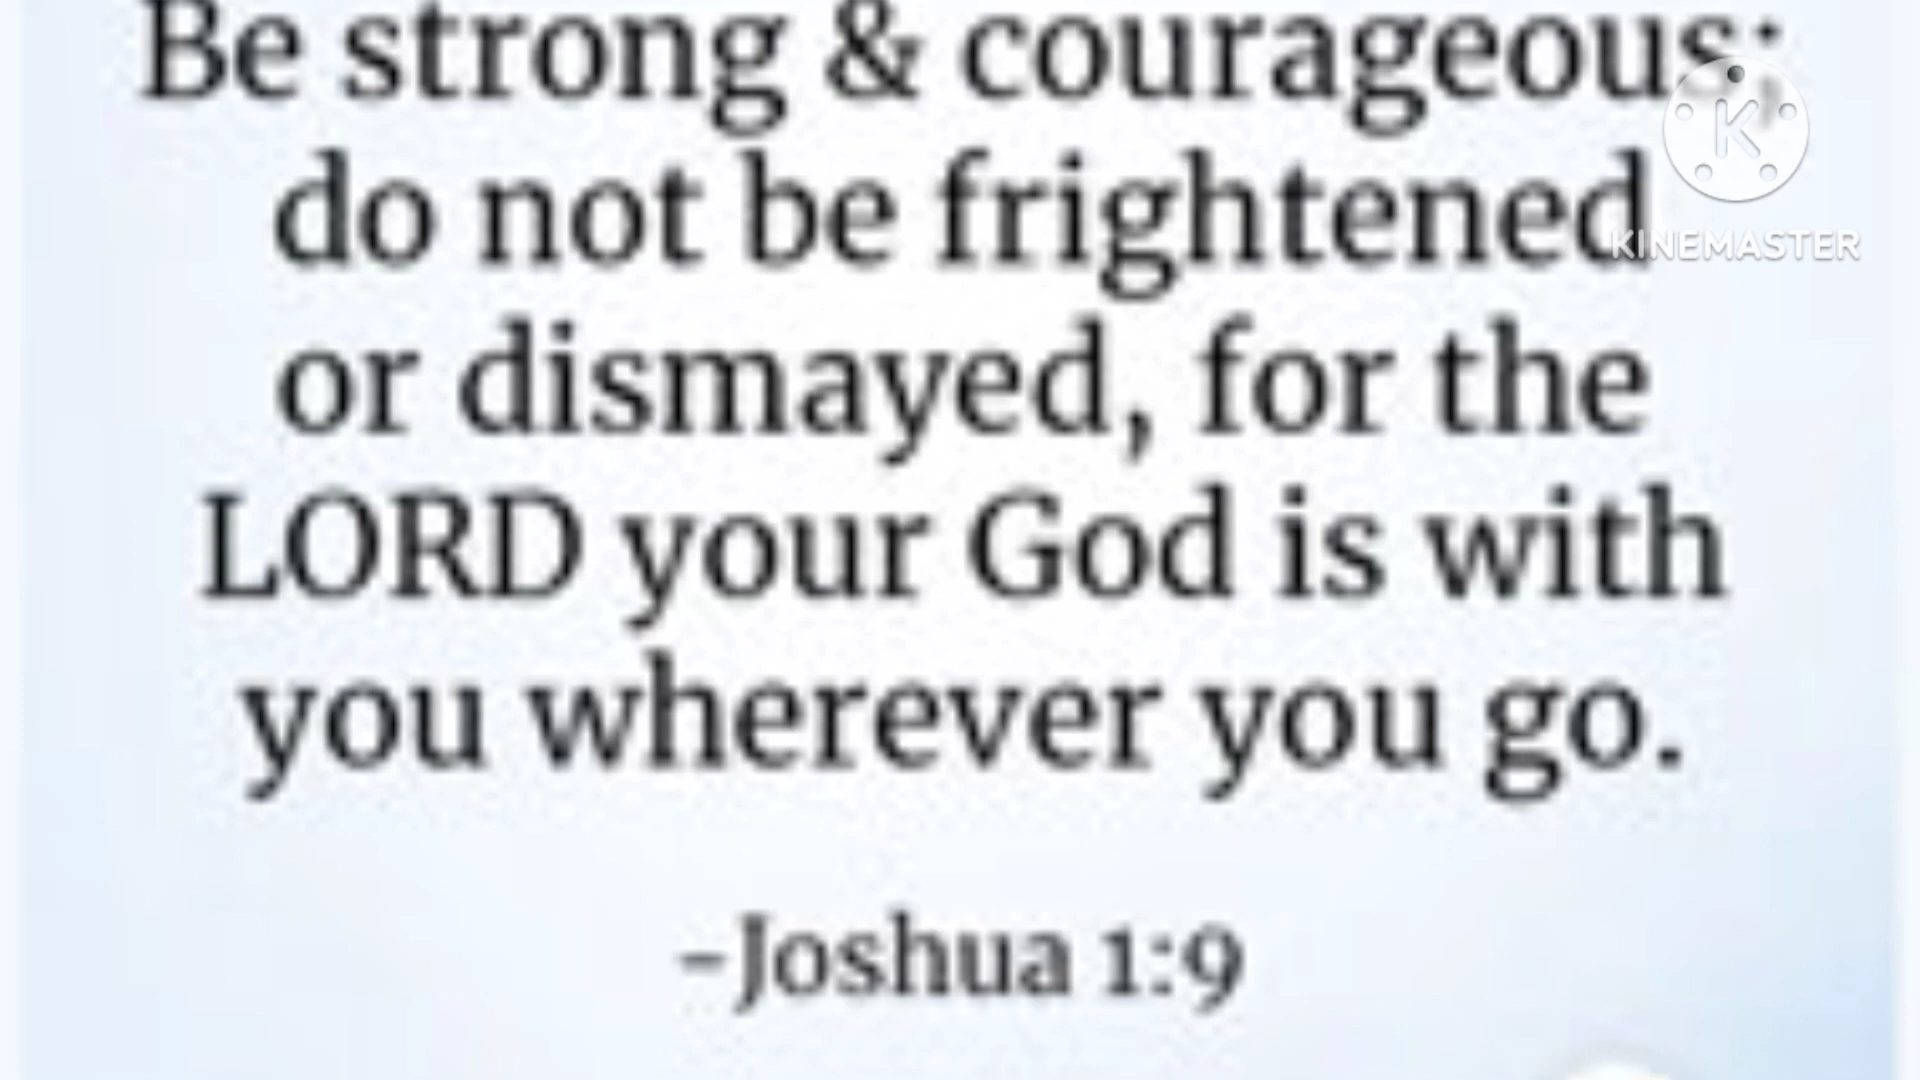 Be strong & courageous;
do not be frightened
or dismayed, for the
LORD your God is with
you wherever you go.
-Joshua 1:9
K
KINEMASTER